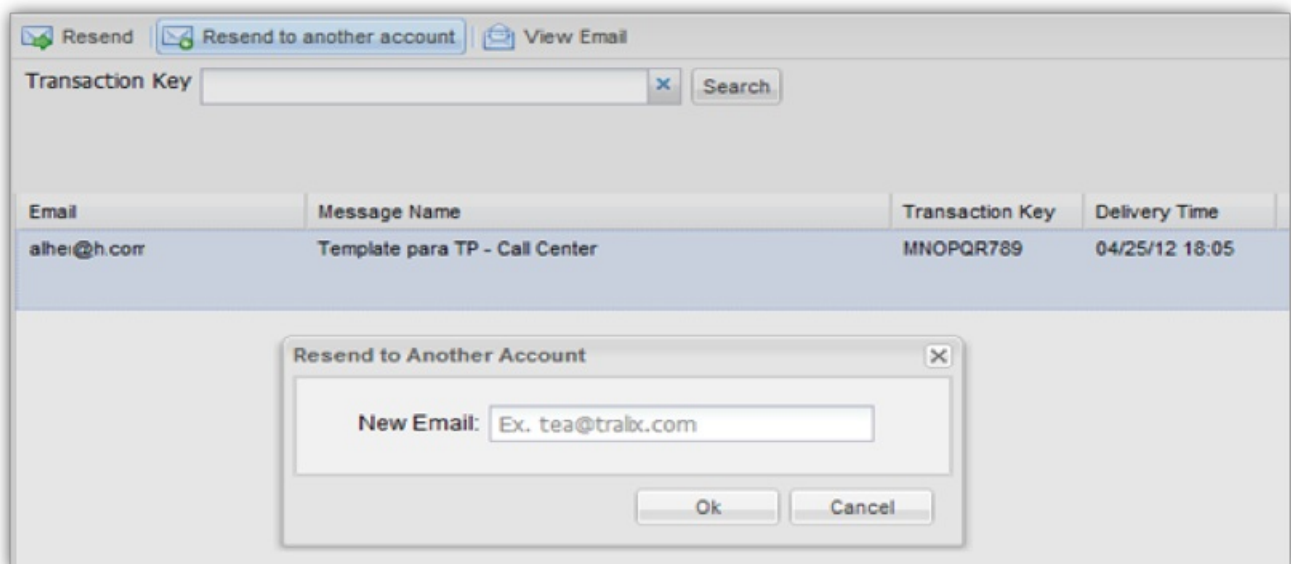 Resend Resend to another account View Email
Transaction Key Search
Email Message Name Transaction Key Delivery Time
Template para TP - Call Center MNOPQR789 04/25/12 18:05
Resend to Another Account
New Email: Ex. tea@tralix.com
Ok Cancel